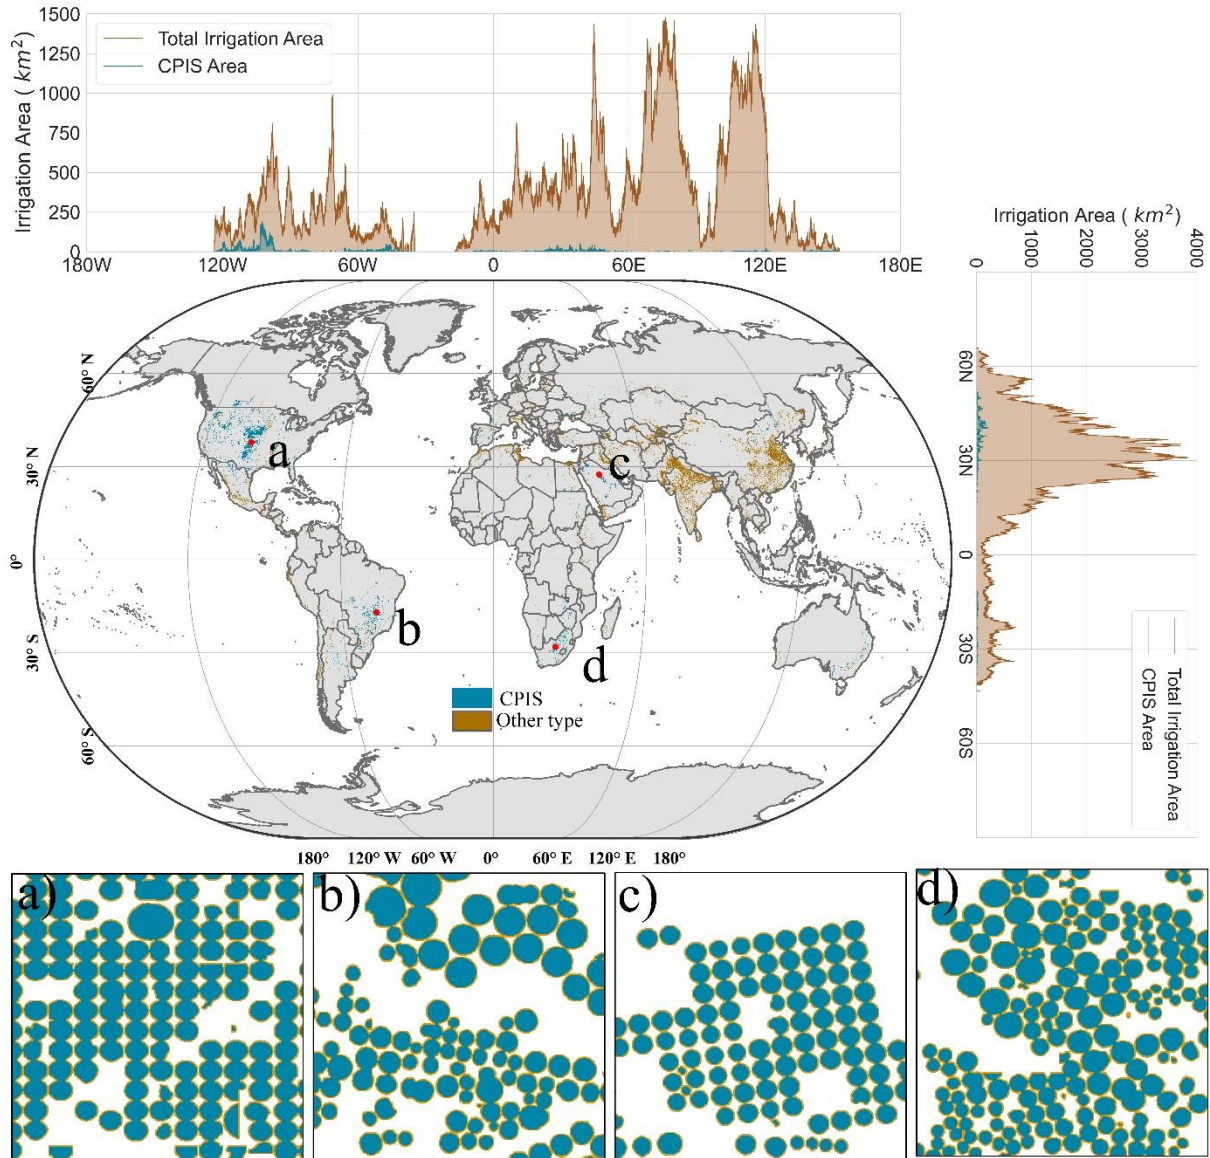 1500
1250
1000
750
500
250
0
Irrigation Area ( km²)
Total Irrigation Area
CPIS Area
180W
120W
60W
0
60E
120E
180E
Irrigation Area ( km²)
0
1000
2000
3000
4000
60N
30N
0
30S
60S
Total Irrigation Area
CPIS Area
60° N
30° N
0°
30° S
60° S
a
b
c
d
CPIS
Other type
180°
120° W
60° W
0°
60° E
120° E
180°
a)
b)
c)
d)